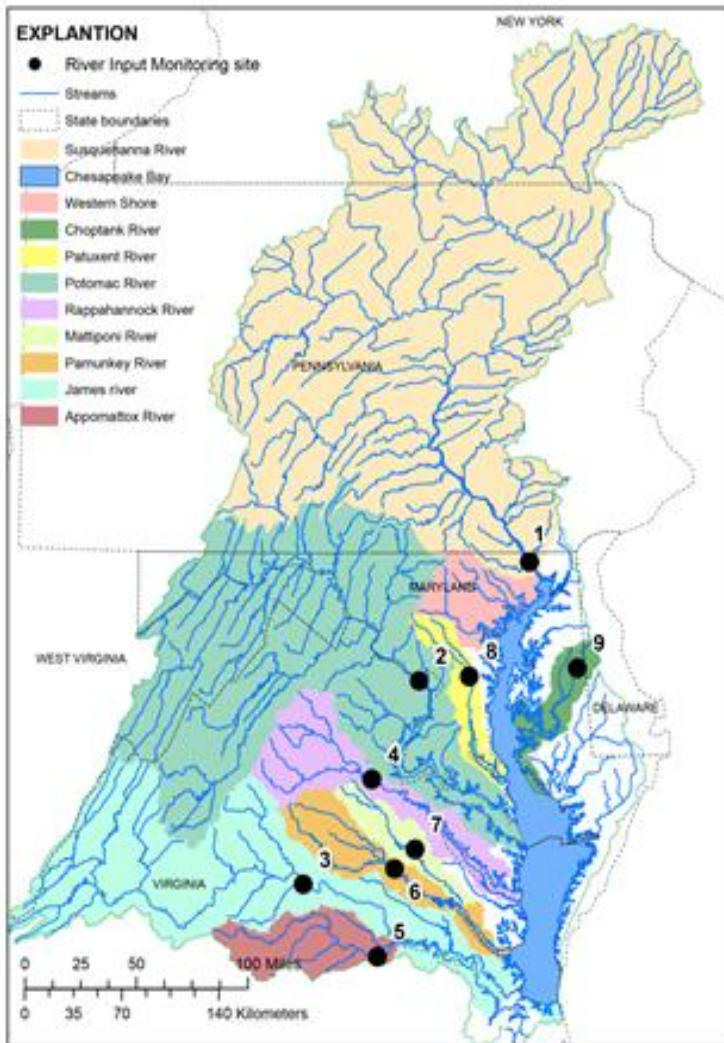 NEW YORK
EXPLANTION
River Input Monitoring site
Streams
State boundaries
Susquehanna River
Chesapeake Bay
Western Shore
Choptank River
Patuxent River
Potomac River
Rappahannock River
Mattiponi River
Pamunkey River
James river
Appomattox River
PENNSYLVANIA
1
MARYLAND
WEST VIRGINIA
2
8
9
DELAWARE
4
7
3
VIRGINIA
6
5
0 25 50 100 Miles
0 35 70 140 Kilometers